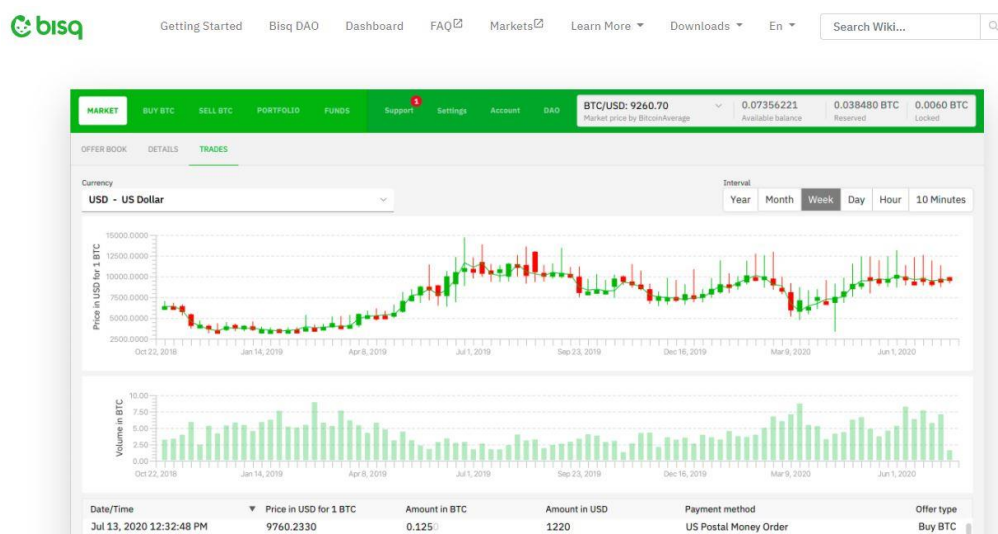 bisq
Getting Started Bisq DAO Dashboard FAQ Markets Learn More Downloads En Search Wiki...
MARKET BUY BTC SELL BTC PORTFOLIO FUNDS Support 1 Settings Account DAO BTC/USD: 9260.70 0.07356221 0.038480 BTC 0.0060 BTC
Market price by BitcoinAverage Available balance Reserved Locked
OFFER BOOK DETAILS TRADES
Currency Interval
USD - US Dollar Year Month Week Day Hour 10 Minutes
Price in USD for 1 BTC
15000.0000
12500.0000
10000.0000
7500.0000
5000.0000
2500.0000
Oct 22, 2018 Jan 14, 2019 Apr 8, 2019 Jul 1, 2019 Sep 23, 2019 Dec 16, 2019 Mar 9, 2020 Jun 1, 2020
Volume in BTC
10.00
7.50
5.00
2.50
0.00
Oct 22, 2018 Jan 14, 2019 Apr 8, 2019 Jul 1, 2019 Sep 23, 2019 Dec 16, 2019 Mar 9, 2020 Jun 1, 2020
Date/Time Price in USD for 1 BTC Amount in BTC Amount in USD Payment method Offer type
Jul 13, 2020 12:32:48 PM 9760.2330 0.1250 1220 US Postal Money Order Buy BTC